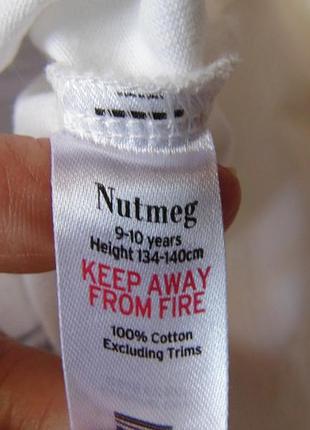 Nutmeg
9-10 years
Height 134-140cm
KEEP AWAY
FROM FIRE
100% Cotton
Excluding Trims